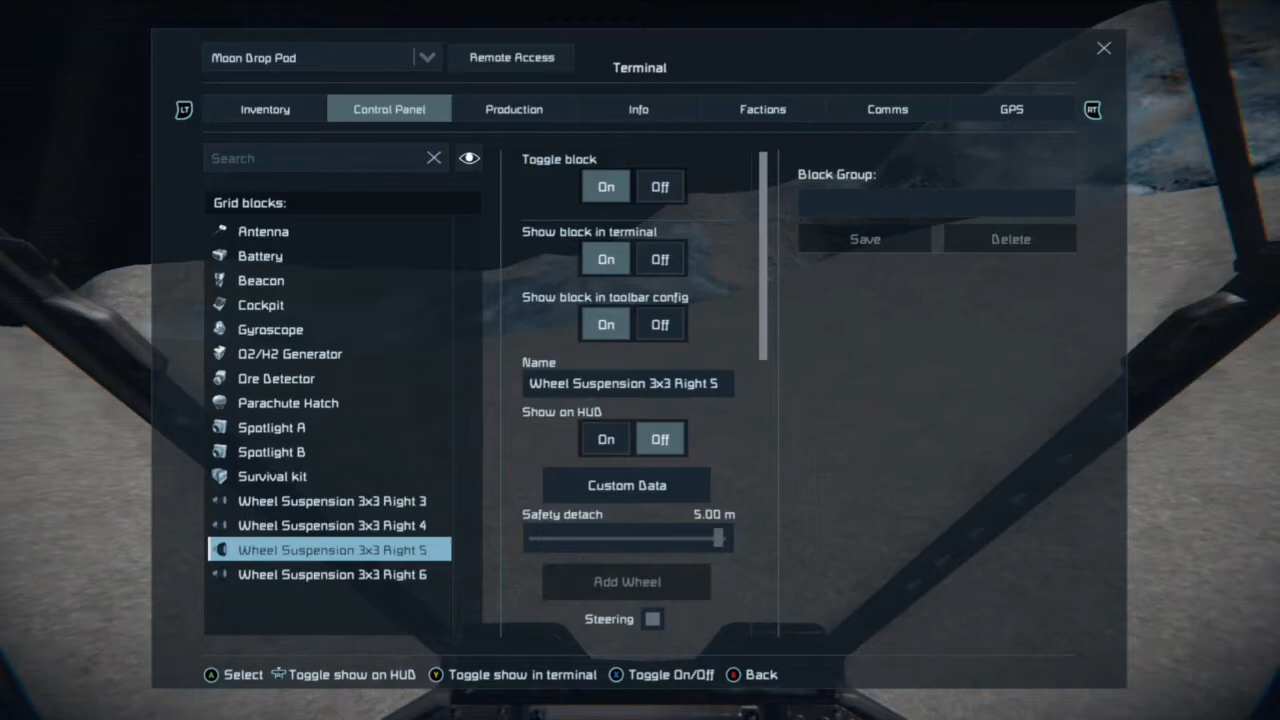 Moon Drop Pad
Remote Access
Terminal
LT
Inventory
Control Panel
Production
Info
Factions
Comms
GPS
RT
Search
Grid blocks:
Antenna
Battery
Beacon
Cockpit
Gyroscope
O2/H2 Generator
Ore Detector
Parachute Hatch
Spotlight A
Spotlight B
Survival kit
Wheel Suspension 3x3 Right 3
Wheel Suspension 3x3 Right 4
Wheel Suspension 3x3 Right 5
Wheel Suspension 3x3 Right 6
Toggle block
On Off
Show block in terminal
On Off
Show block in toolbar config
On Off
Name
Wheel Suspension 3x3 Right 5
Show on HUD
On Off
Custom Data
Safety detach 5.00 m
Add Wheel
Steering
Block Group:
Save Delete
A Select Toggle show on HUD Y Toggle show in terminal X Toggle On/Off B Back